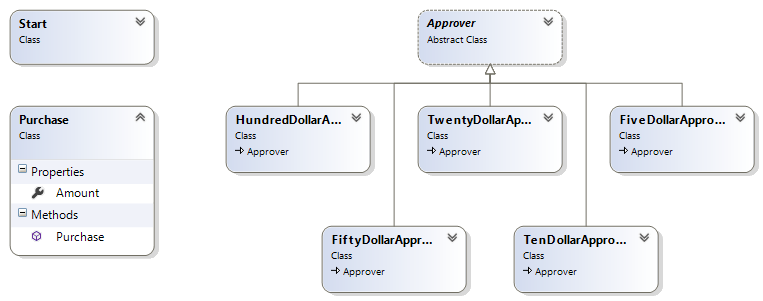 Start
Class
Approver
Abstract Class
Purchase
Class
Properties
Amount
Methods
Purchase
HundredDollarA...
Class
Approver
TwentyDollarAp...
Class
Approver
FiveDollarAppro...
Class
Approver
FiftyDollarAppr...
Class
Approver
TenDollarAppro...
Class
Approver